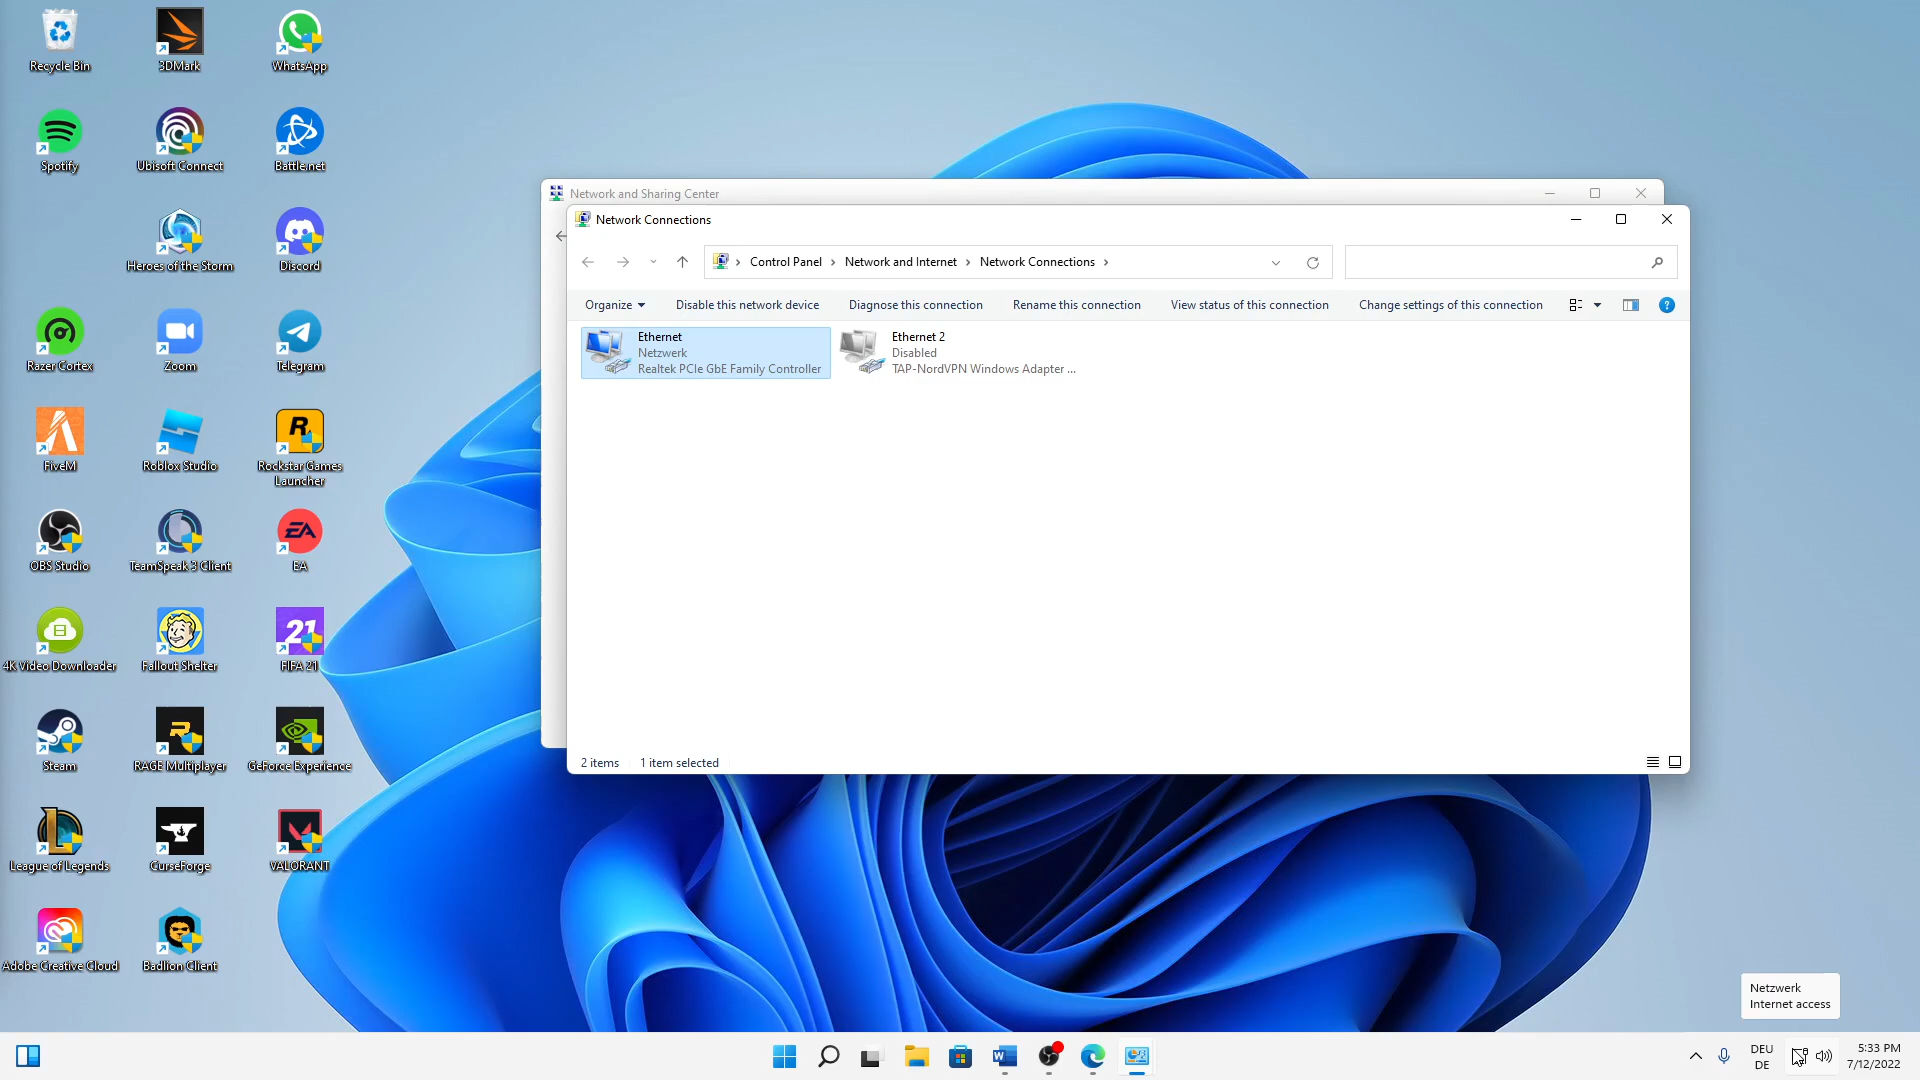 Recycle Bin
3DMark
WhatsApp
Spotify
Ubisoft Connect
Battle.net
Heroes of the Storm
Discord
Razer Cortex
Zoom
Telegram
FiveM
Roblox Studio
Rockstar Games
Launcher
OBS Studio
TeamSpeak 3 Client
EA
EA
4K Video Downloader
Fallout Shelter
21
FIFA 21
Steam
RAGE Multiplayer
GeForce Experience
League of Legends
CurseForge
VALORANT
Adobe Creative Cloud
Badlion Client
Network and Sharing Center
Network Connections
Control Panel
Network and Internet
Network Connections
Organize
Disable this network device
Diagnose this connection
Rename this connection
View status of this connection
Change settings of this connection
Ethernet
Netzwerk
Realtek PCIe GbE Family Controller
Ethernet 2
Disabled
TAP-NordVPN Windows Adapter ...
2 items
1 item selected
Netzwerk
Internet access
DEU
DE
5:33 PM
7/12/2022